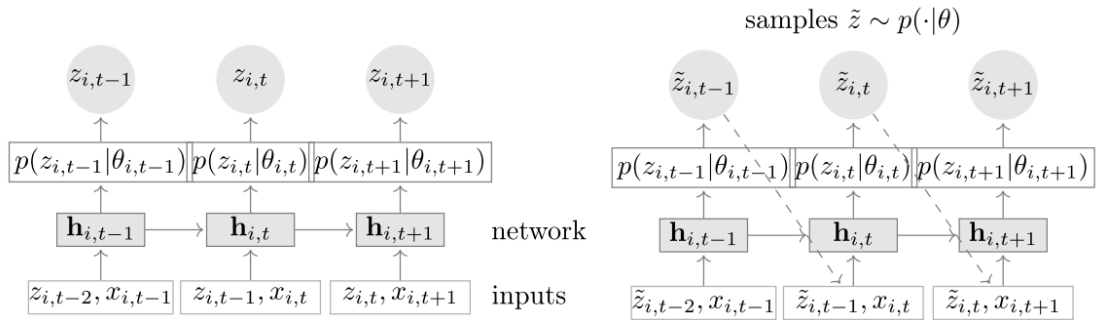 samples z̃ ∼ p(·|θ)
z_{i,t−1} z_{i,t} z_{i,t+1}
p(z_{i,t−1}|θ_{i,t−1}) p(z_{i,t}|θ_{i,t}) p(z_{i,t+1}|θ_{i,t+1})
h_{i,t−1} h_{i,t} h_{i,t+1} network
z_{i,t−2}, x_{i,t−1} z_{i,t−1}, x_{i,t} z_{i,t}, x_{i,t+1} inputs
z̃_{i,t−1} z̃_{i,t} z̃_{i,t+1}
p(z_{i,t−1}|θ_{i,t−1}) p(z_{i,t}|θ_{i,t}) p(z_{i,t+1}|θ_{i,t+1})
h_{i,t−1} h_{i,t} h_{i,t+1}
z̃_{i,t−2}, x_{i,t−1} z̃_{i,t−1}, x_{i,t} z̃_{i,t}, x_{i,t+1}